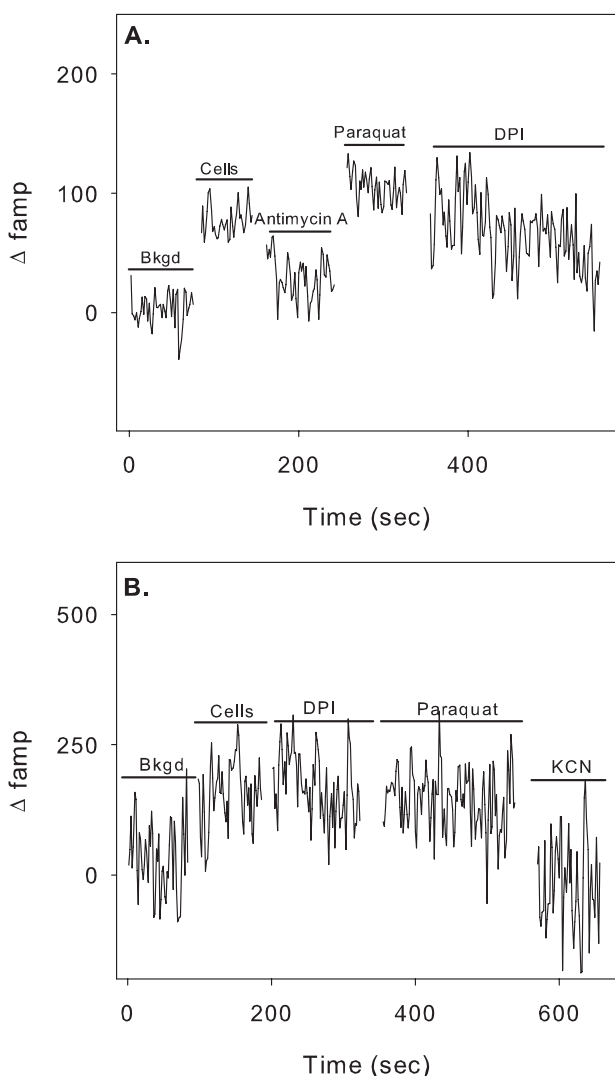 A.
200
Paraquat
DPI
Cells
100
Antimycin A
Bkgd
0
Δ famp
0 200 400
Time (sec)
B.
500
Cells DPI Paraquat
250
Bkgd
KCN
0
Δ famp
0 200 400 600
Time (sec)